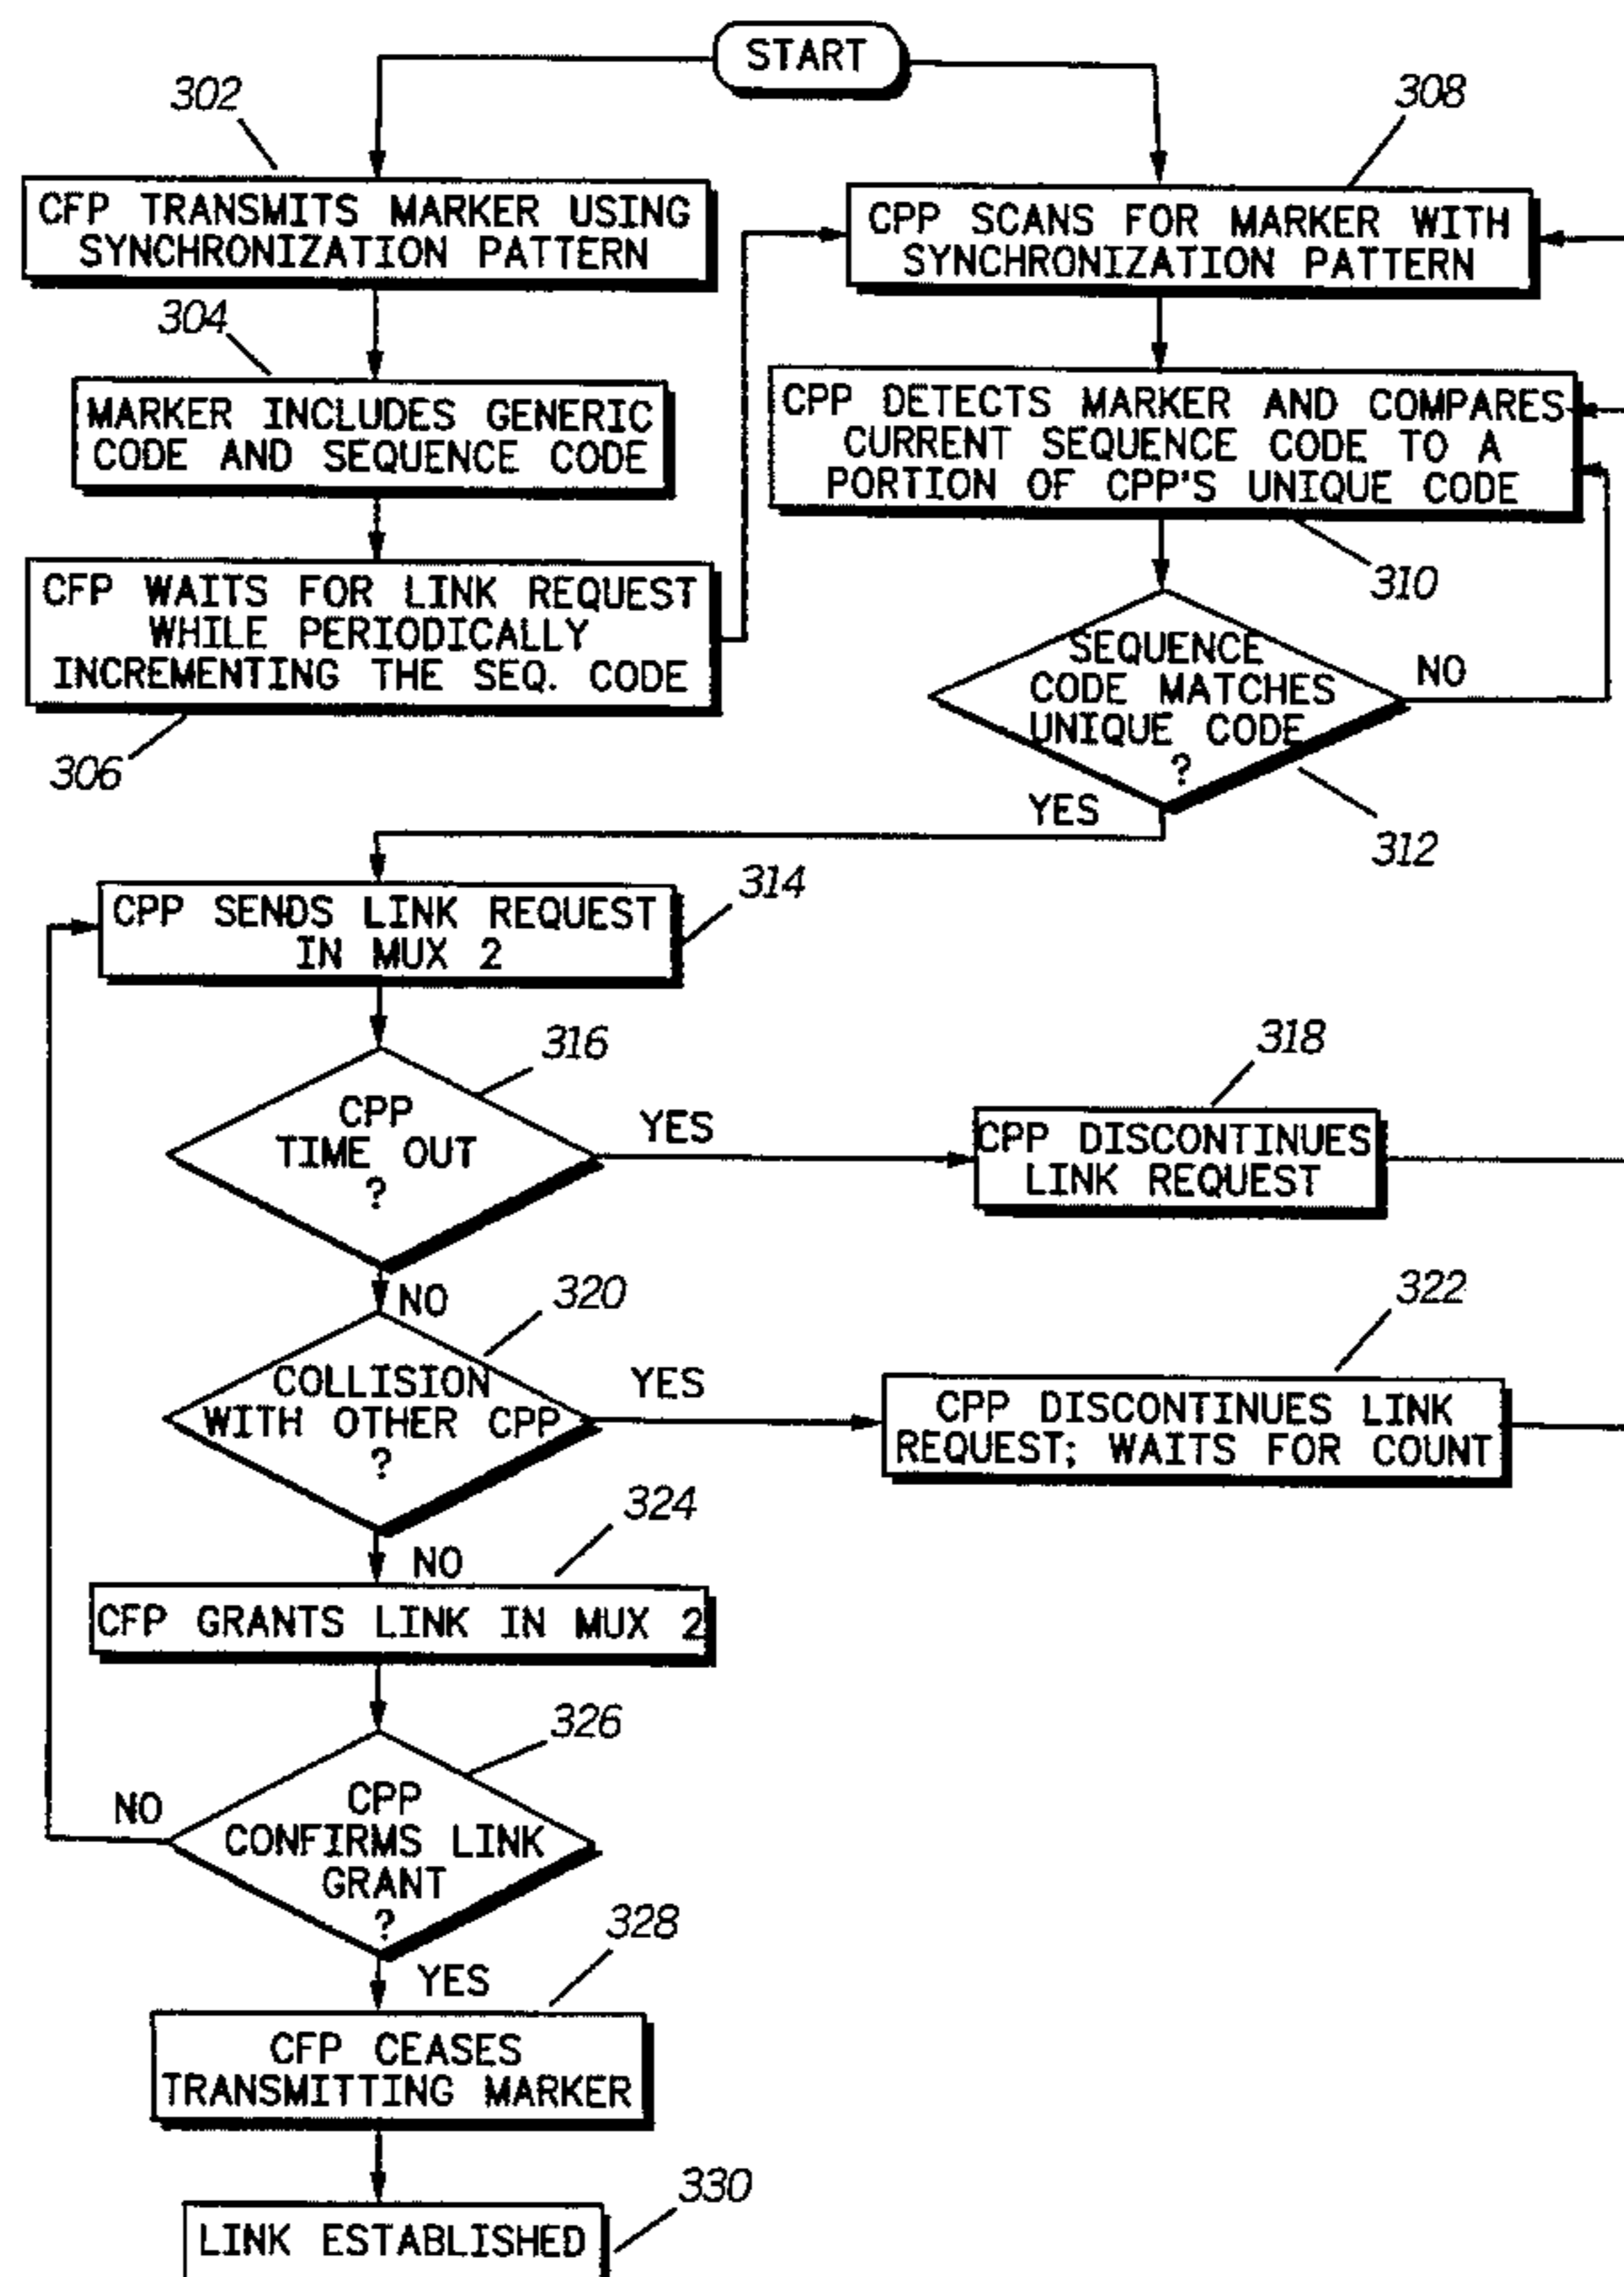 START
302
CFP TRANSMITS MARKER USING
SYNCHRONIZATION PATTERN
304
MARKER INCLUDES GENERIC
CODE AND SEQUENCE CODE
CFP WAITS FOR LINK REQUEST
WHILE PERIODICALLY
INCREMENTING THE SEQ. CODE
306
308
CPP SCANS FOR MARKER WITH
SYNCHRONIZATION PATTERN
CPP DETECTS MARKER AND COMPARES
CURRENT SEQUENCE CODE TO A
PORTION OF CPP'S UNIQUE CODE
310
SEQUENCE
CODE MATCHES
UNIQUE CODE
?
NO
YES
312
CPP SENDS LINK REQUEST
IN MUX 2
314
316
CPP
TIME OUT
?
YES
318
CPP DISCONTINUES
LINK REQUEST
NO
320
COLLISION
WITH OTHER CPP
?
YES
322
CPP DISCONTINUES LINK
REQUEST; WAITS FOR COUNT
NO
324
CFP GRANTS LINK IN MUX 2
326
CPP
CONFIRMS LINK
GRANT
?
NO
YES
328
CFP CEASES
TRANSMITTING MARKER
330
LINK ESTABLISHED